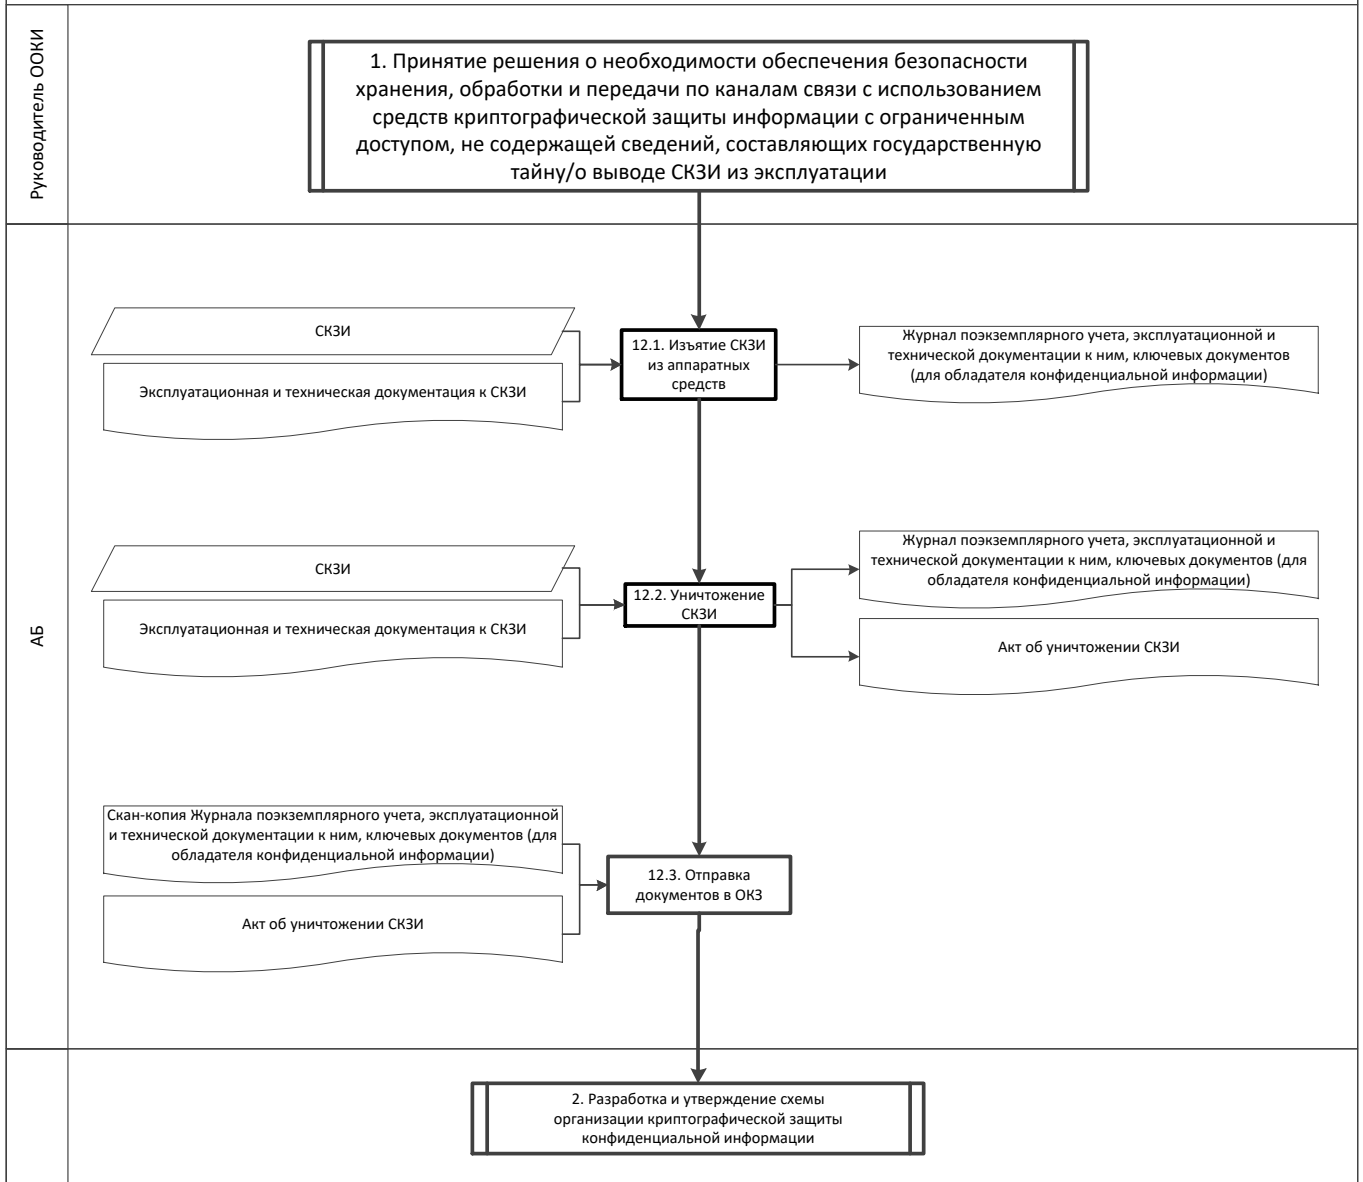 Руководитель ООКИ
1. Принятие решения о необходимости обеспечения безопасности
хранения, обработки и передачи по каналам связи с использованием
средств криптографической защиты информации с ограниченным
доступом, не содержащей сведений, составляющих государственную
тайну/о выводе СКЗИ из эксплуатации
АБ
СКЗИ
Эксплуатационная и техническая документация к СКЗИ
12.1. Изъятие СКЗИ
из аппаратных
средств
Журнал поэкземплярного учета, эксплуатационной и
технической документации к ним, ключевых документов
(для обладателя конфиденциальной информации)
СКЗИ
Эксплуатационная и техническая документация к СКЗИ
12.2. Уничтожение
СКЗИ
Журнал поэкземплярного учета, эксплуатационной и
технической документации к ним, ключевых документов (для
обладателя конфиденциальной информации)
Акт об уничтожении СКЗИ
Скан-копия Журнала поэкземплярного учета, эксплуатационной
и технической документации к ним, ключевых документов (для
обладателя конфиденциальной информации)
Акт об уничтожении СКЗИ
12.3. Отправка
документов в ОКЗ
2. Разработка и утверждение схемы
организации криптографической защиты
конфиденциальной информации